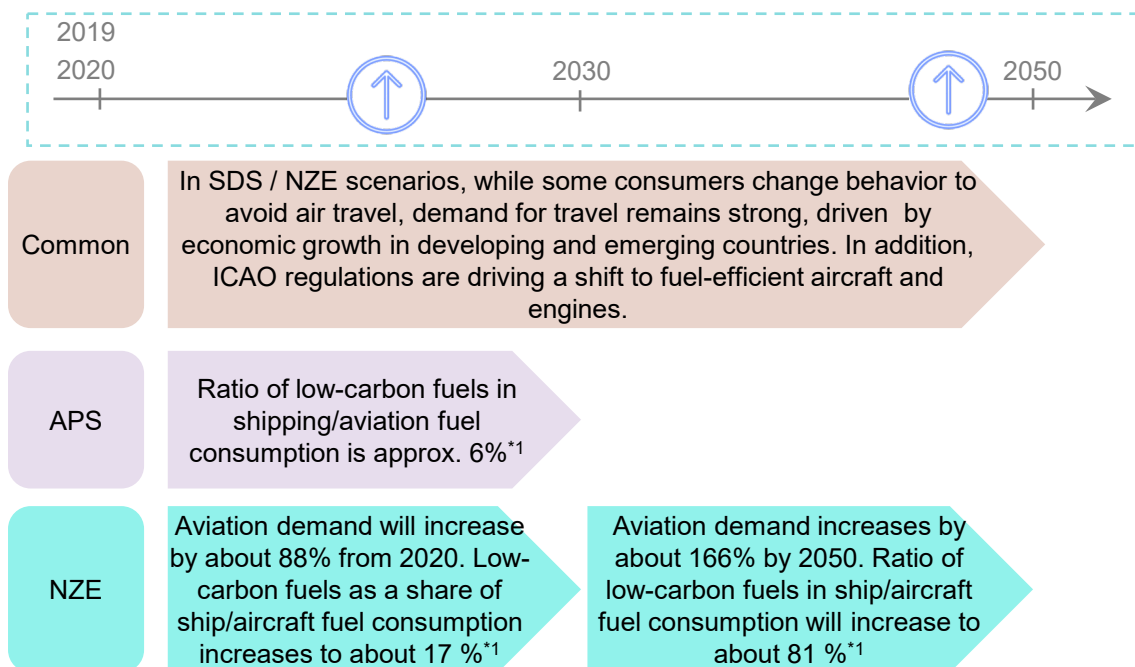 2019
2020
2030
2050
Common
In SDS / NZE scenarios, while some consumers change behavior to
avoid air travel, demand for travel remains strong, driven by
economic growth in developing and emerging countries. In addition,
ICAO regulations are driving a shift to fuel-efficient aircraft and
engines.
APS
Ratio of low-carbon fuels in
shipping/aviation fuel
consumption is approx. 6%*1
NZE
Aviation demand will increase
by about 88% from 2020. Low-
carbon fuels as a share of
ship/aircraft fuel consumption
increases to about 17 %*1
Aviation demand increases by
about 166% by 2050. Ratio of
low-carbon fuels in ship/aircraft
fuel consumption will increase to
about 81 %*1